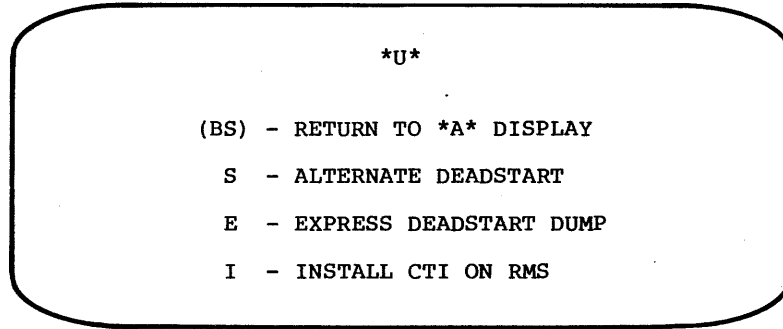 *U*
(BS) - RETURN TO *A* DISPLAY
S - ALTERNATE DEADSTART
E - EXPRESS DEADSTART DUMP
I - INSTALL CTI ON RMS